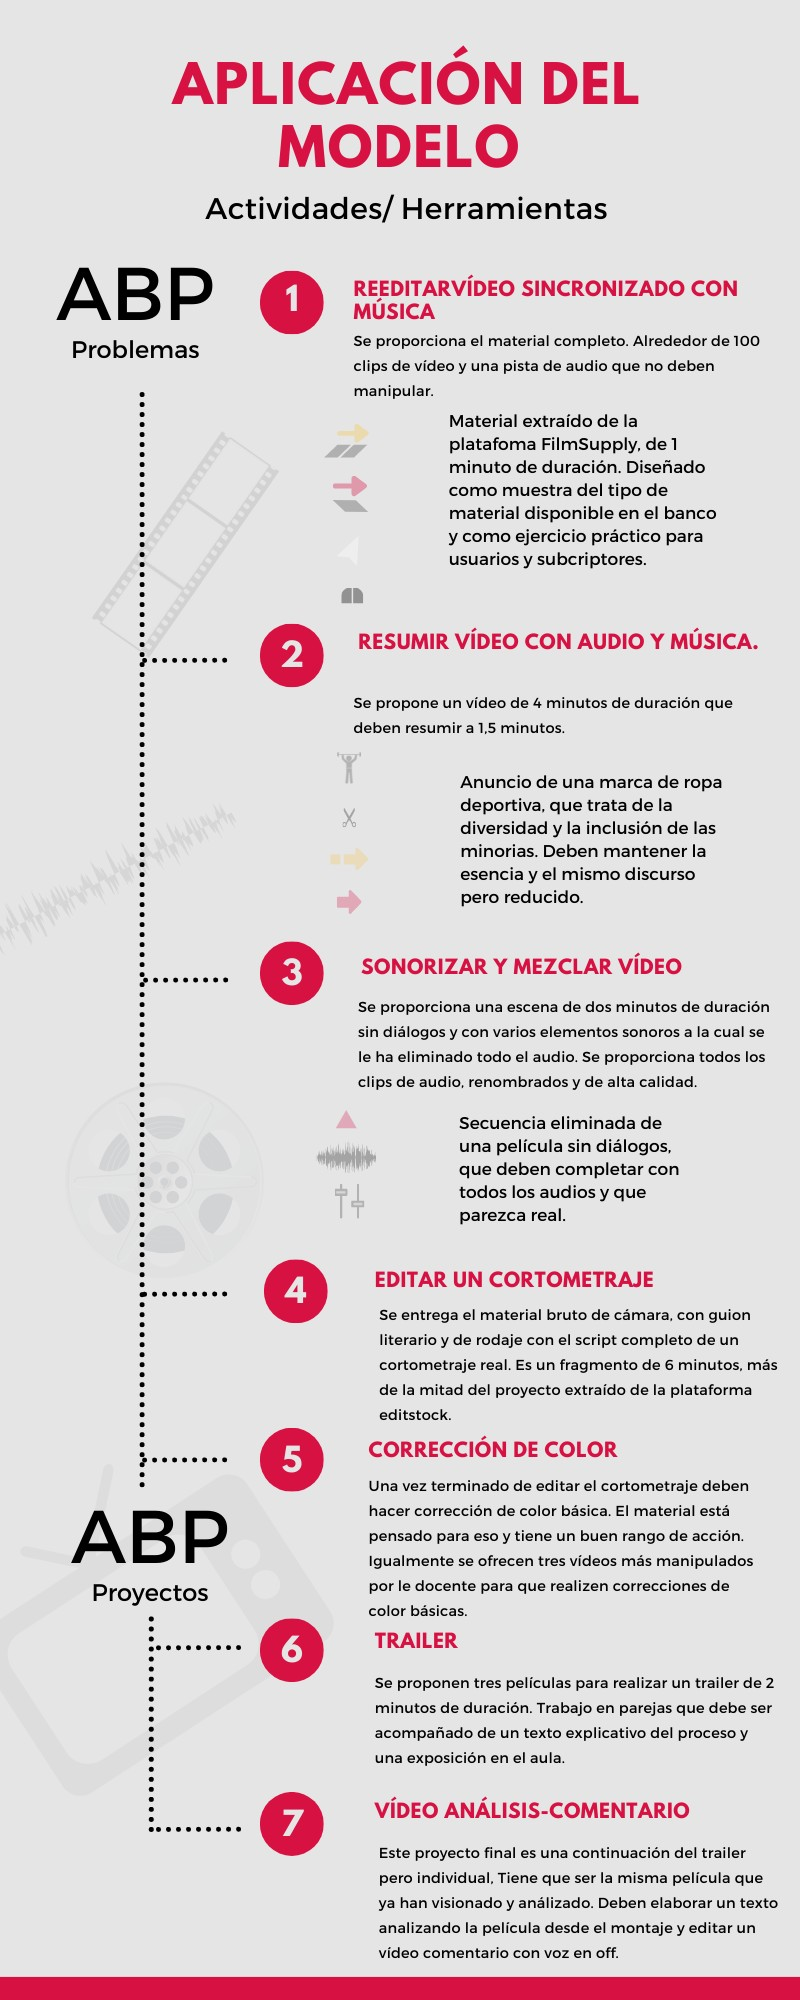 APLICACIÓN DEL
MODELO
Actividades/ Herramientas
ABP
Problemas
1
REEDITARVÍDEO SINCRONIZADO CON
MÚSICA
Se proporciona el material completo. Alrededor de 100
clips de vídeo y una pista de audio que no deben
manipular.
Material extraído de la
platafoma FilmSupply, de 1
minuto de duración. Diseñado
como muestra del tipo de
material disponible en el banco
y como ejercicio práctico para
usuarios y subcriptores.
2
RESUMIR VÍDEO CON AUDIO Y MÚSICA.
Se propone un vídeo de 4 minutos de duración que
deben resumir a 1,5 minutos.
Anuncio de una marca de ropa
deportiva, que trata de la
diversidad y la inclusión de las
minorias. Deben mantener la
esencia y el mismo discurso
pero reducido.
3
SONORIZAR Y MEZCLAR VÍDEO
Se proporciona una escena de dos minutos de duración
sin diálogos y con varios elementos sonoros a la cual se
le ha eliminado todo el audio. Se proporciona todos los
clips de audio, renombrados y de alta calidad.
Secuencia eliminada de
una película sin diálogos,
que deben completar con
todos los audios y que
parezca real.
4
EDITAR UN CORTOMETRAJE
Se entrega el material bruto de cámara, con guion
literario y de rodaje con el script completo de un
cortometraje real. Es un fragmento de 6 minutos, más
de la mitad del proyecto extraído de la plataforma
editstock.
5
CORRECCIÓN DE COLOR
Una vez terminado de editar el cortometraje deben
hacer corrección de color básica. El material está
pensado para eso y tiene un buen rango de acción.
Igualmente se ofrecen tres vídeos más manipulados
por le docente para que realizen correcciones de
color básicas.
ABP
Proyectos
6
TRAILER
Se proponen tres películas para realizar un trailer de 2
minutos de duración. Trabajo en parejas que debe ser
acompañado de un texto explicativo del proceso y
una exposición en el aula.
7
VÍDEO ANÁLISIS-COMENTARIO
Este proyecto final es una continuación del trailer
pero individual, Tiene que ser la misma película que
ya han visionado y análizado. Deben elaborar un texto
analizando la película desde el montaje y editar un
vídeo comentario con voz en off.